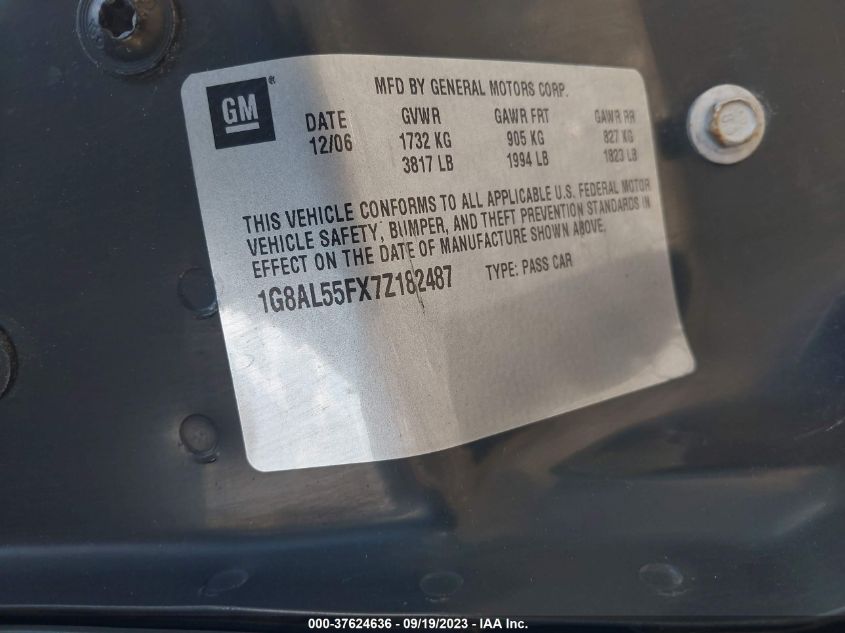 GM
MFD BY GENERAL MOTORS CORP.
DATE GVWR GAWR FRT GAWR RR
12/06 1732 KG 905 KG 827 KG
3817 LB 1994 LB 1823 LB
THIS VEHICLE CONFORMS TO ALL APPLICABLE U.S. FEDERAL MOTOR
VEHICLE SAFETY, BUMPER, AND THEFT PREVENTION STANDARDS IN
EFFECT ON THE DATE OF MANUFACTURE SHOWN ABOVE.
1G8AL55FX7Z182487 TYPE: PASS CAR
000-37624636 - 09/19/2023 - IAA Inc.